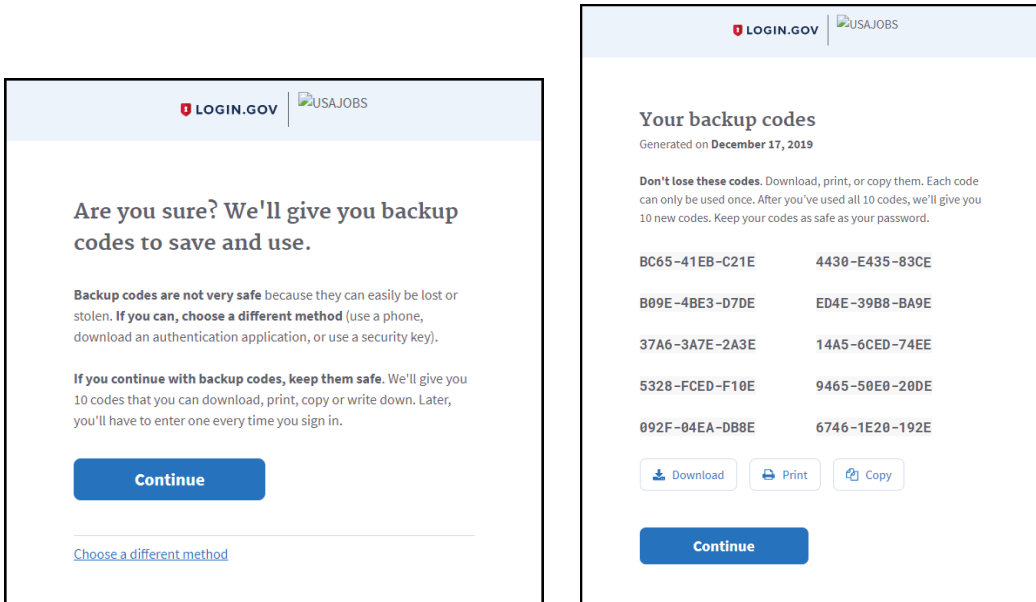 LOGIN.GOV USAJOBS
Are you sure? We'll give you backup
codes to save and use.
Backup codes are not very safe because they can easily be lost or
stolen. If you can, choose a different method (use a phone,
download an authentication application, or use a security key).
If you continue with backup codes, keep them safe. We'll give you
10 codes that you can download, print, copy or write down. Later,
you'll have to enter one every time you sign in.
Continue
Choose a different method
LOGIN.GOV USAJOBS
Your backup codes
Generated on December 17, 2019
Don't lose these codes. Download, print, or copy them. Each code
can only be used once. After you've used all 10 codes, we'll give you
10 new codes. Keep your codes as safe as your password.
BC65-41EB-C21E 4430-E435-83CE
B09E-4BE3-D7DE ED4E-39B8-BA9E
37A6-3A7E-2A3E 14A5-6CED-74EE
5328-FCED-F10E 9465-50E0-20DE
092F-04EA-DB8E 6746-1E20-192E
Download Print Copy
Continue